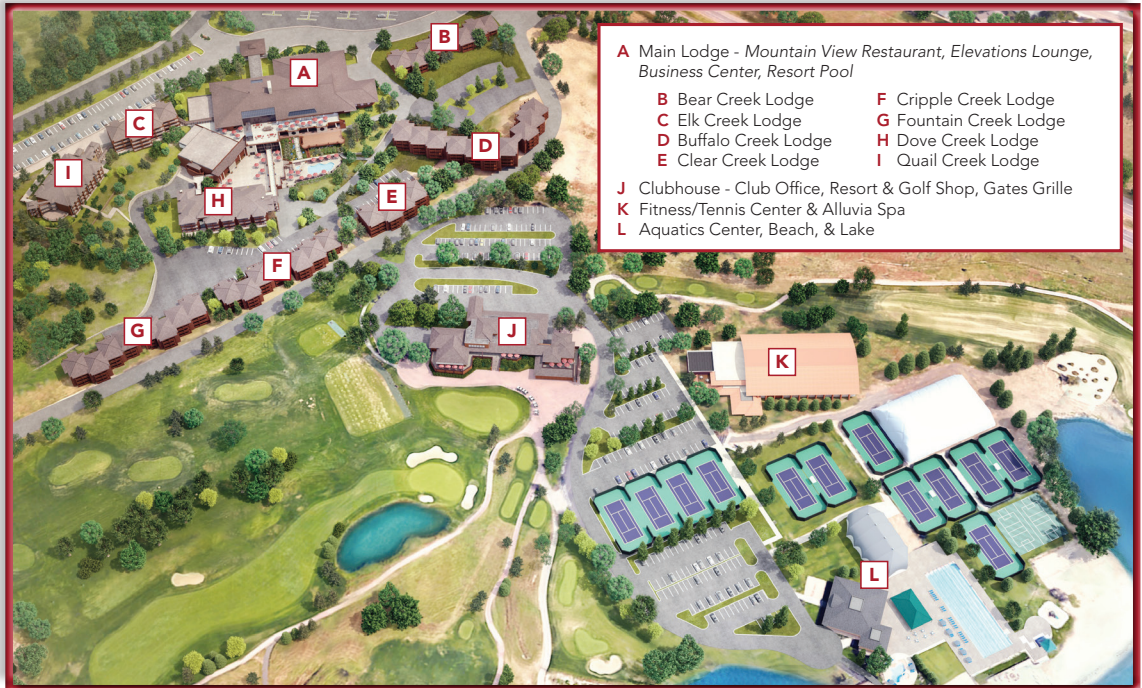 A Main Lodge - Mountain View Restaurant, Elevations Lounge,
Business Center, Resort Pool
B Bear Creek Lodge
C Elk Creek Lodge
D Buffalo Creek Lodge
E Clear Creek Lodge
F Cripple Creek Lodge
G Fountain Creek Lodge
H Dove Creek Lodge
I Quail Creek Lodge
J Clubhouse - Club Office, Resort & Golf Shop, Gates Grille
K Fitness/Tennis Center & Alluvia Spa
L Aquatics Center, Beach, & Lake
B
A
C
D
I
E
H
F
G
J
K
L